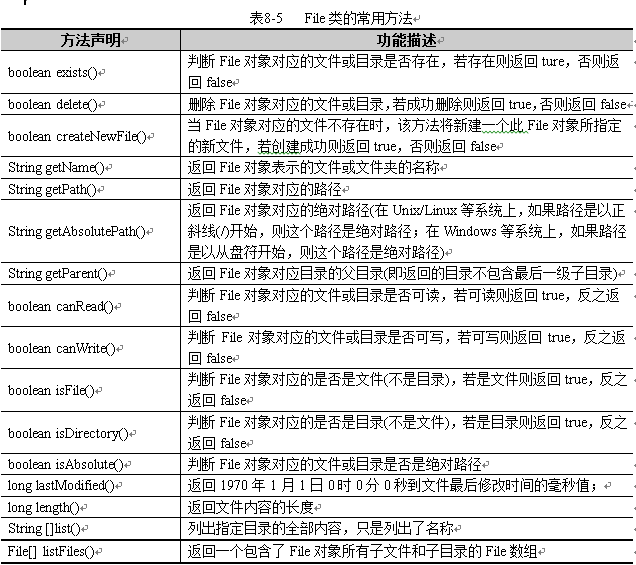 表8-5 File 类的常用方法
方法声明 功能描述
boolean exists() 判断 File 对象对应的文件或目录是否存在，若存在则返回 ture，否则返
回 false
boolean delete() 删除 File 对象对应的文件或目录,若成功删除则返回 true,否则返回 false
boolean createNewFile() 当 File 对象对应的文件不存在时，该方法将新建一个此 File 对象所指定
的新文件，若创建成功则返回 true，否则返回 false
String getName() 返回 File 对象表示的文件或文件夹的名称
String getPath() 返回 File 对象对应的路径
String getAbsolutePath() 返回 File 对象对应的绝对路径(在 Unix/Linux 等系统上，如果路径是以正
斜线(/)开始，则这个路径是绝对路径；在 Windows 等系统上，如果路径
是以从盘符开始，则这个路径是绝对路径)
String getParent() 返回 File 对象对应目录的父目录(即返回的目录不包含最后一级子目录)
boolean canRead() 判断 File 对象对应的文件或目录是否可读，若可读则返回 true，反之返
回 false
boolean canWrite() 判断 File 对象对应的文件或目录是否可写，若可写则返回 true，反之返
回 false
boolean isFile() 判断 File 对象对应的是否是文件(不是目录)，若是文件则返回 true，反之
返回 false
boolean isDirectory() 判断 File 对象对应的是否是目录(不是文件)，若是目录则返回 true，反之
返回 false
boolean isAbsolute() 判断 File 对象对应的文件或目录是否是绝对路径
long lastModified() 返回 1970 年 1 月 1 日 0 时 0 分 0 秒到文件最后修改时间的毫秒值；
long length() 返回文件内容的长度
String []list() 列出指定目录的全部内容，只是列出了名称
File[] listFiles() 返回一个包含了 File 对象所有子文件和子目录的 File 数组